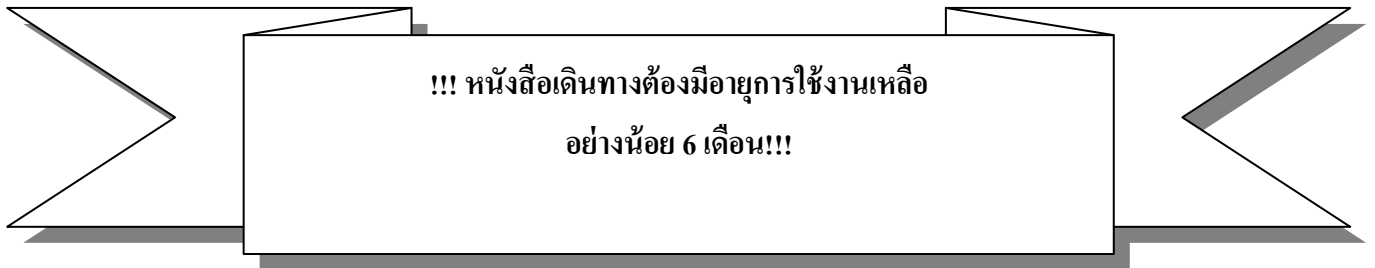 !!! หนังสือเดินทางต้องมีอายุการใช้งานเหลือ
อย่างน้อย 6 เดือน!!!